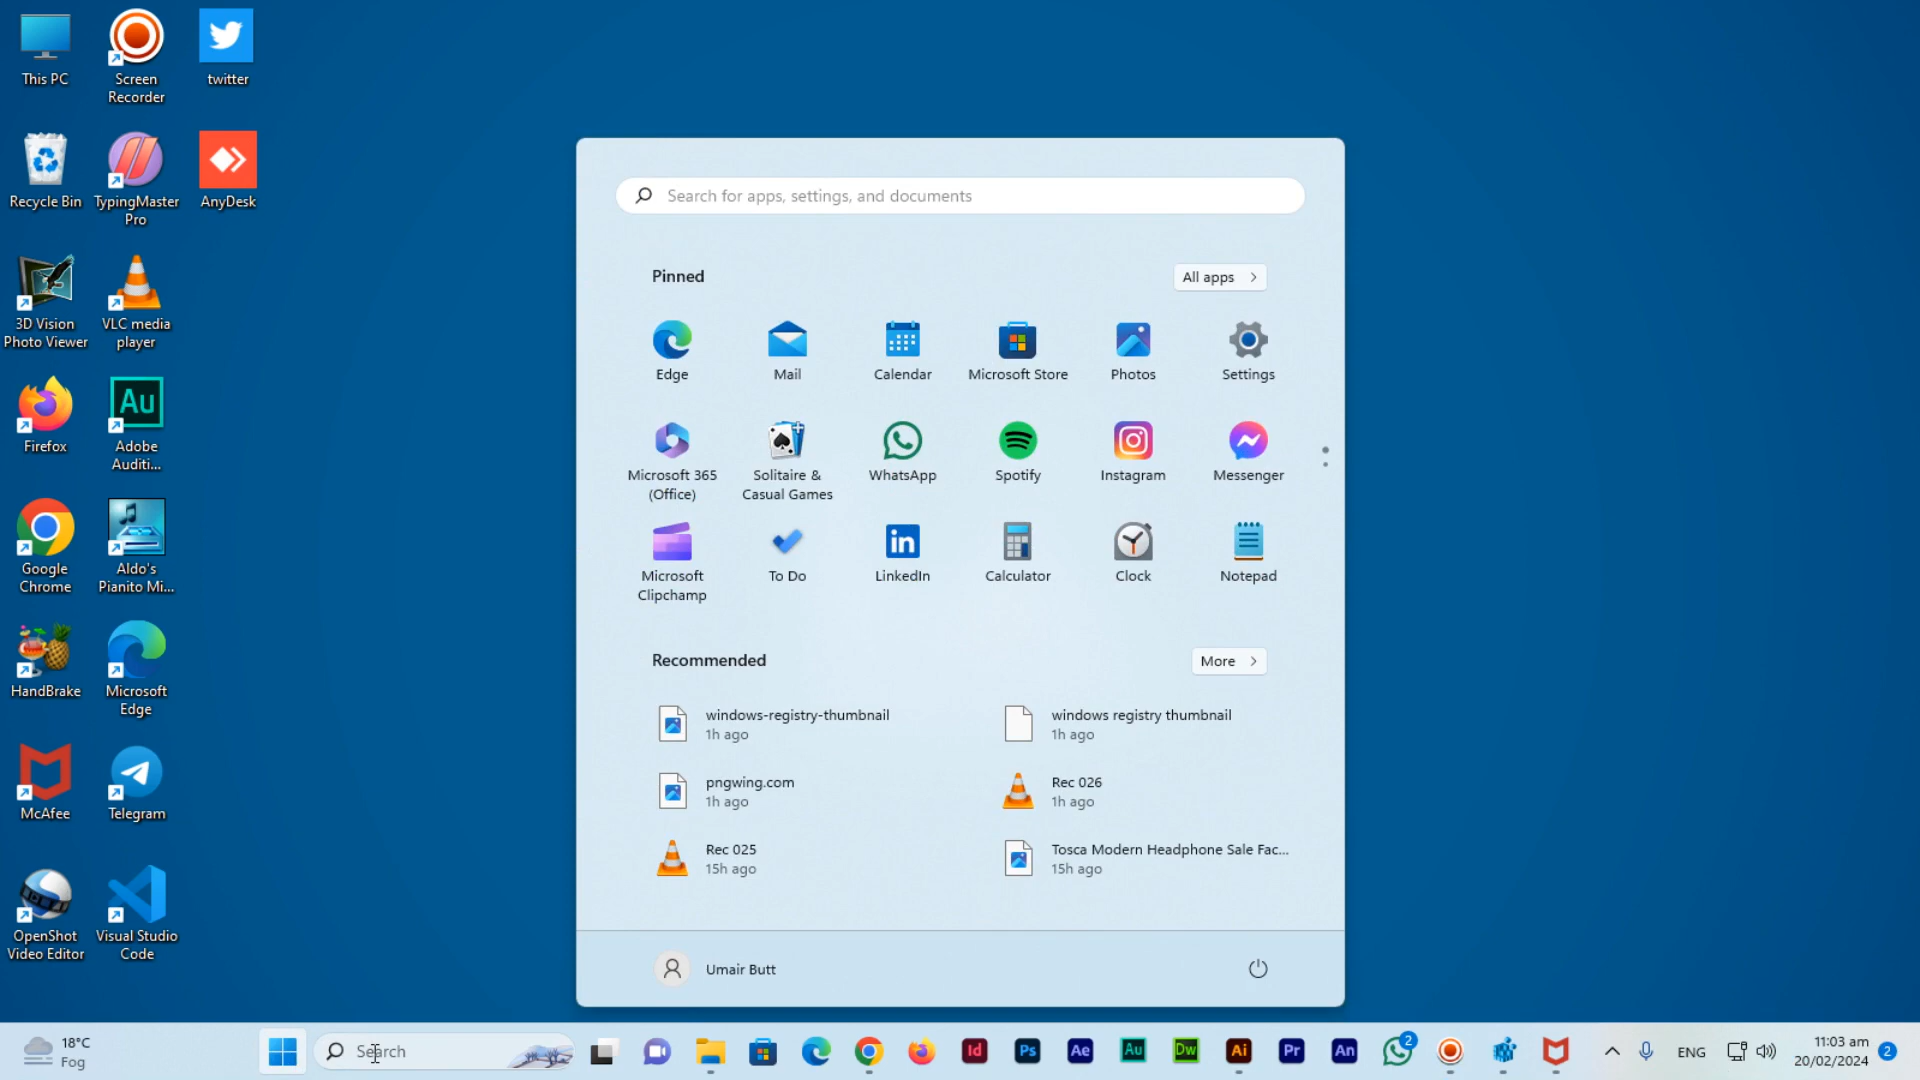 This PC
Screen
Recorder
twitter
Recycle Bin
TypingMaster
Pro
AnyDesk
3D Vision
Photo Viewer
VLC media
player
Firefox
Au
Adobe
Auditi...
Google
Chrome
Aldo's
Pianito Mi...
HandBrake
Microsoft
Edge
McAfee
Telegram
OpenShot
Video Editor
Visual Studio
Code
Search for apps, settings, and documents
Pinned
All apps
Edge
Mail
Calendar
Microsoft Store
Photos
Settings
Microsoft 365
(Office)
Solitaire &
Casual Games
WhatsApp
Spotify
Instagram
Messenger
Microsoft
Clipchamp
To Do
in
LinkedIn
Calculator
Clock
Notepad
Recommended
More
windows-registry-thumbnail
1h ago
windows registry thumbnail
1h ago
pngwing.com
1h ago
Rec 026
1h ago
Rec 025
15h ago
Tosca Modern Headphone Sale Fac...
15h ago
Umair Butt
18°C
Fog
Search
Id
Ps
Ae
Au
Dw
Ai
Pr
An
2
ENG
11:03 am
20/02/2024
2